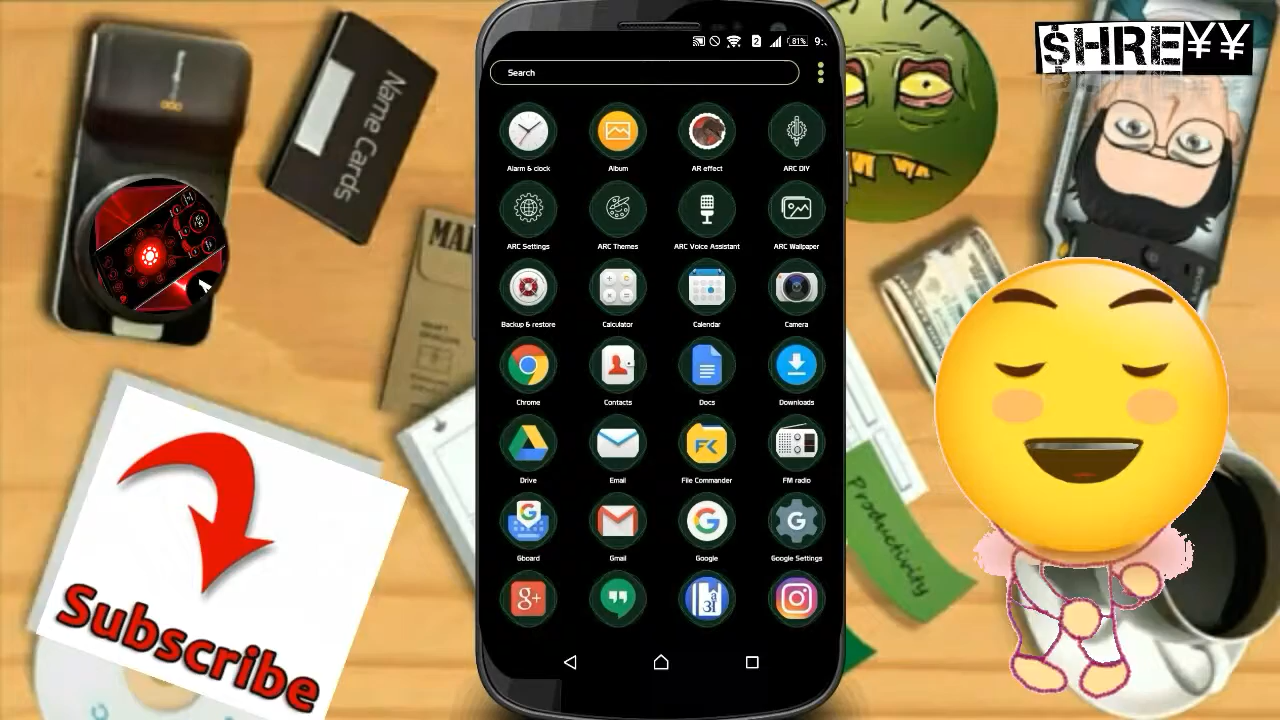 $HRE¥¥
Name Cards
81% 9:
Search
Alarm & clock
Album
AR effect
ARC DIY
ARC Settings
ARC Themes
ARC Voice Assistant
ARC Wallpaper
Backup & restore
Calculator
Calendar
Camera
Chrome
Contacts
Docs
Downloads
Drive
Email
File Commander
FM radio
Gboard
Gmail
Google
Google Settings
Productivity
Subscribe